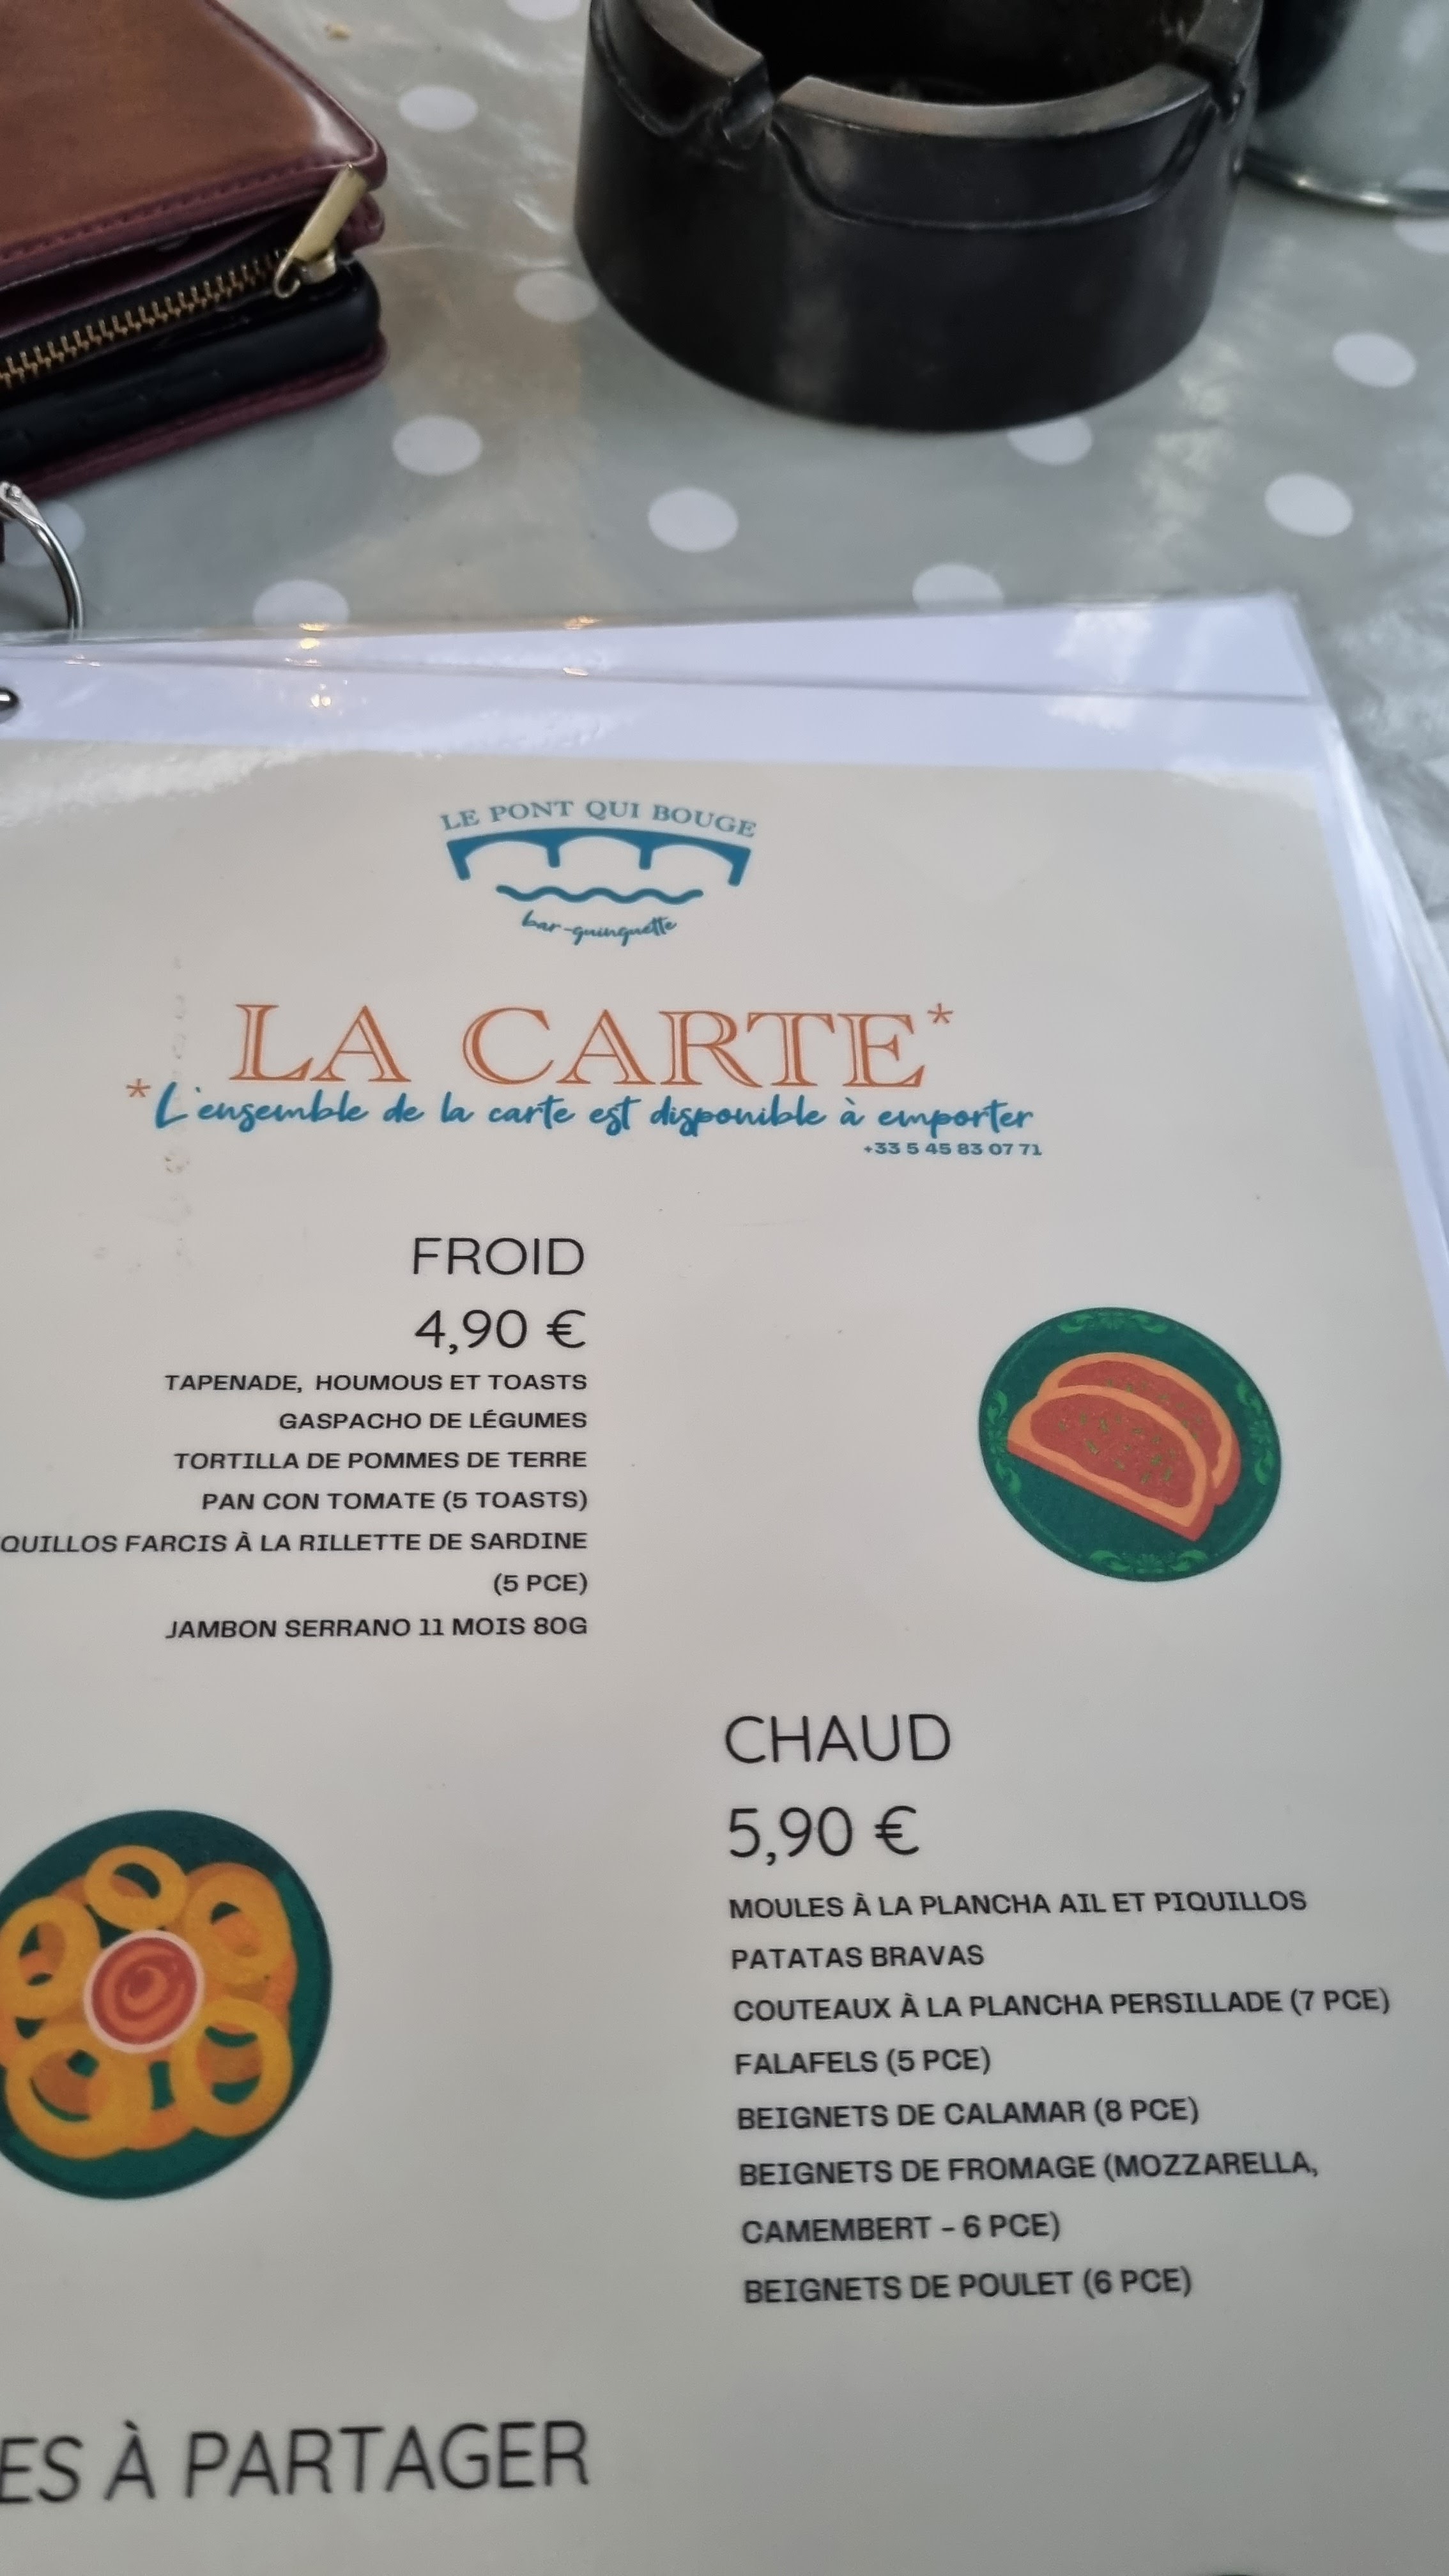 LE PONT QUI BOUGE
bar-guinguette
LA CARTE*
*L'ensemble de la carte est disponible à emporter
+33 5 45 83 07 71
FROID
4,90 €
TAPENADE, HOUMOUS ET TOASTS
GASPACHO DE LÉGUMES
TORTILLA DE POMMES DE TERRE
PAN CON TOMATE (5 TOASTS)
QUILLOS FARCIS À LA RILLETTE DE SARDINE
(5 PCE)
JAMBON SERRANO 11 MOIS 80G
CHAUD
5,90 €
MOULES À LA PLANCHA AIL ET PIQUILLOS
PATATAS BRAVAS
COUTEAUX À LA PLANCHA PERSILLADE (7 PCE)
FALAFELS (5 PCE)
BEIGNETS DE CALAMAR (8 PCE)
BEIGNETS DE FROMAGE (MOZZARELLA,
CAMEMBERT - 6 PCE)
BEIGNETS DE POULET (6 PCE)
ES À PARTAGER